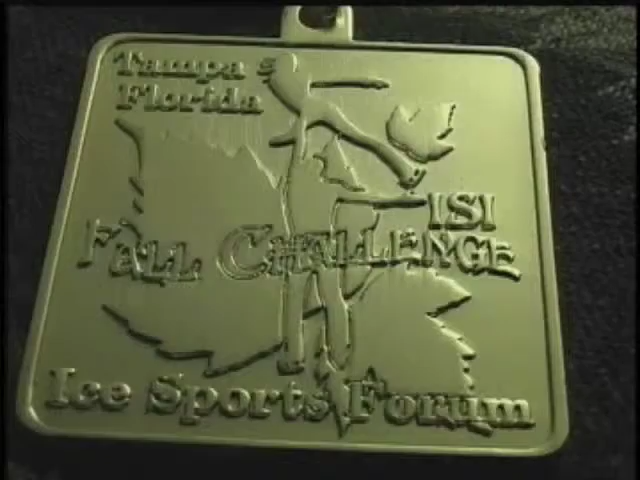 Tampa
Florida
ISI
FALL CHALLENGE
Ice Sports Forum